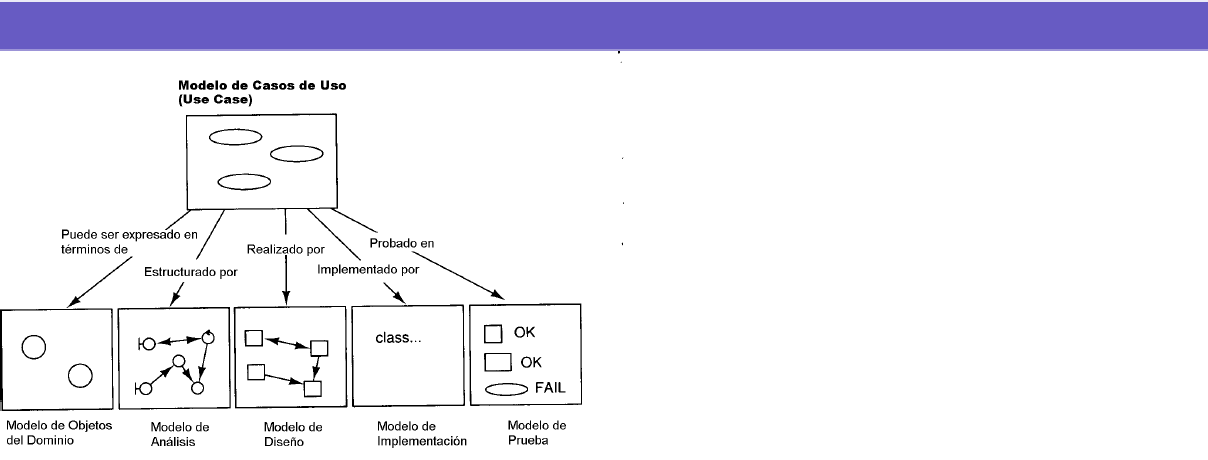 Modelo de Casos de Uso
(Use Case)
Puede ser expresado en
términos de
Estructurado por
Realizado por
Implementado por
Probado en
class...
OK
OK
FAIL
Modelo de Objetos
del Dominio
Modelo de
Análisis
Modelo de
Diseño
Modelo de
Implementación
Modelo de
Prueba